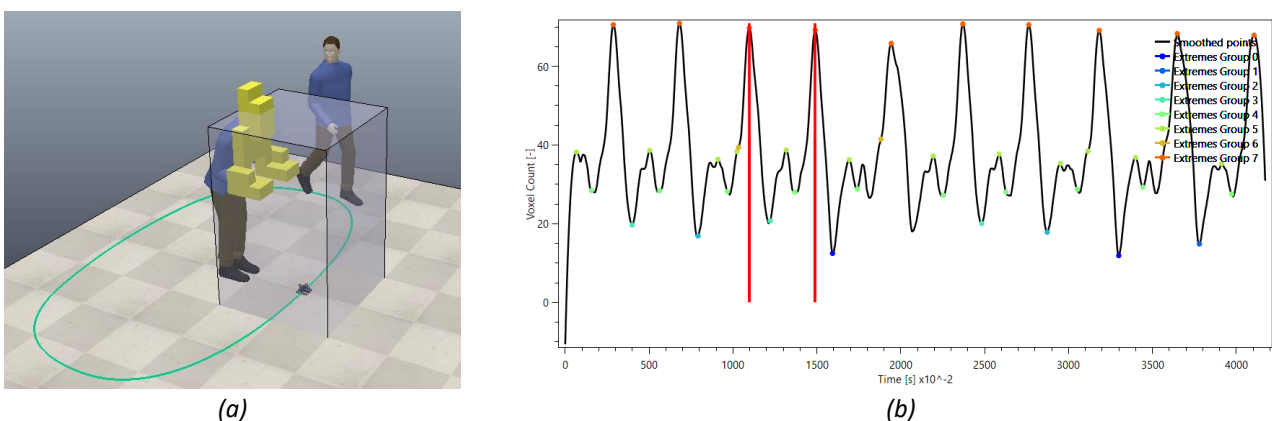 60
40
20
0
Voxel Count [-]
Smoothed points
Extremes Group 0
Extremes Group 1
Extremes Group 2
Extremes Group 3
Extremes Group 4
Extremes Group 5
Extremes Group 6
Extremes Group 7
0 500 1000 1500 2000 2500 3000 3500 4000
Time [s] x10^-2
(a) (b)